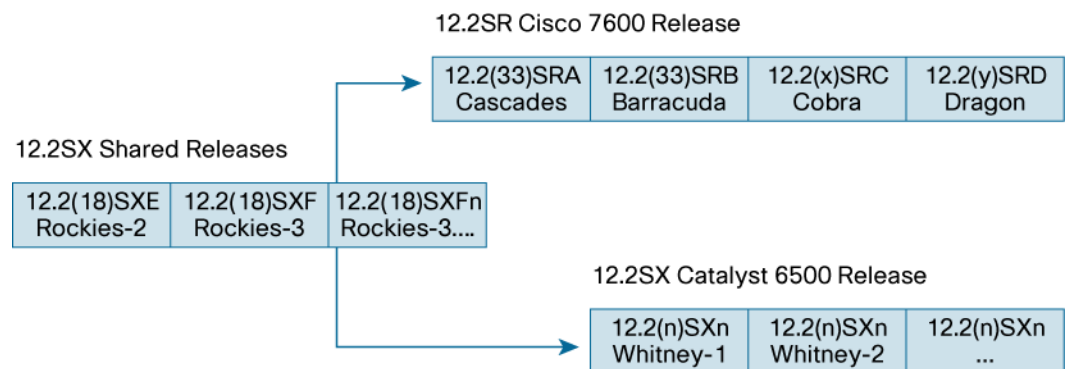 12.2SR Cisco 7600 Release
12.2(33)SRA
Cascades
12.2(33)SRB
Barracuda
12.2(x)SRC
Cobra
12.2(y)SRD
Dragon
12.2SX Shared Releases
12.2(18)SXE
Rockies-2
12.2(18)SXF
Rockies-3
12.2(18)SXFn
Rockies-3....
12.2SX Catalyst 6500 Release
12.2(n)SXn
Whitney-1
12.2(n)SXn
Whitney-2
12.2(n)SXn
...